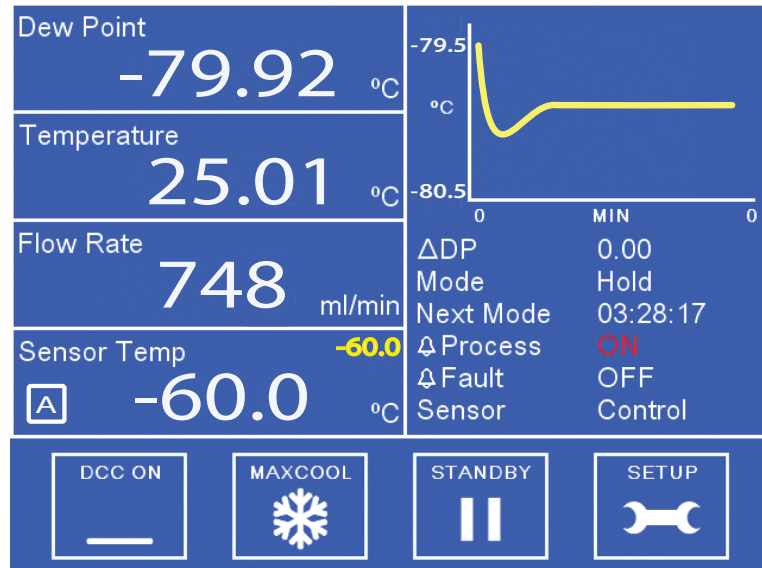 Dew Point
-79.92 ºC
Temperature
25.01 ºC
Flow Rate
748 ml/min
Sensor Temp -60.0
A -60.0 ºC
-79.5
ºC
-80.5
0 MIN 0
ΔDP 0.00
Mode Hold
Next Mode 03:28:17
Process ON
Fault OFF
Sensor Control
DCC ON MAXCOOL STANDBY SETUP